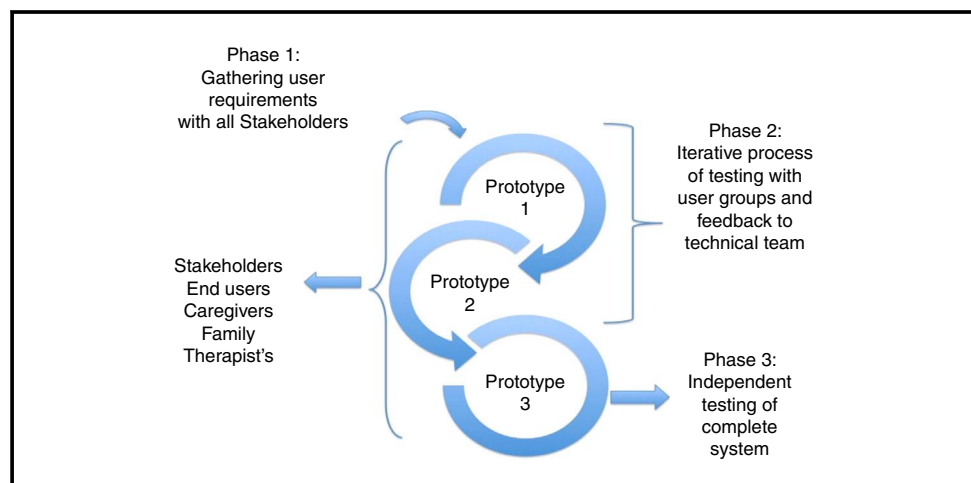 Phase 1:
Gathering user
requirements
with all Stakeholders
Prototype
1
Phase 2:
Iterative process
of testing with
user groups and
feedback to
technical team
Stakeholders
End users
Caregivers
Family
Therapist’s
Prototype
2
Prototype
3
Phase 3:
Independent
testing of
complete
system